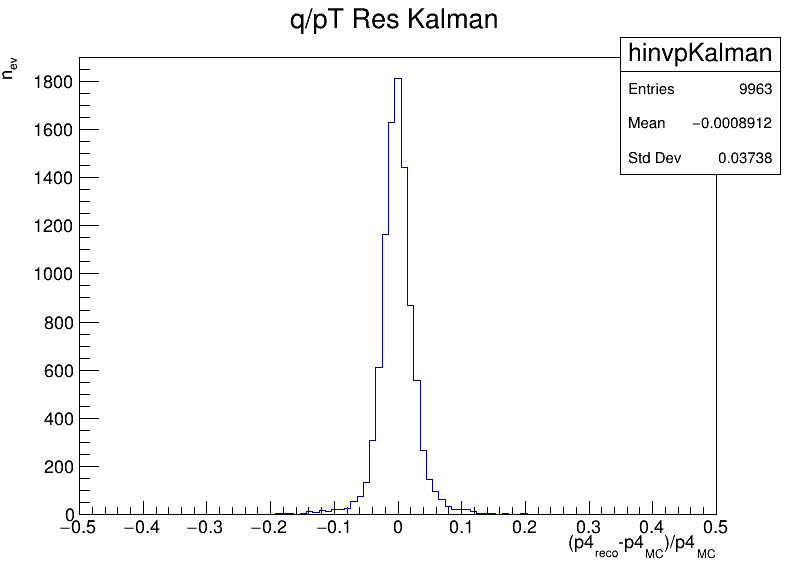 q/pT Res Kalman
hinvpKalman
Entries 9963
Mean −0.0008912
Std Dev 0.03738
n_ev
1800
1600
1400
1200
1000
800
600
400
200
0
−0.5 −0.4 −0.3 −0.2 −0.1 0 0.1 0.2 0.3 0.4 0.5
(p4_reco-p4_MC)/p4_MC